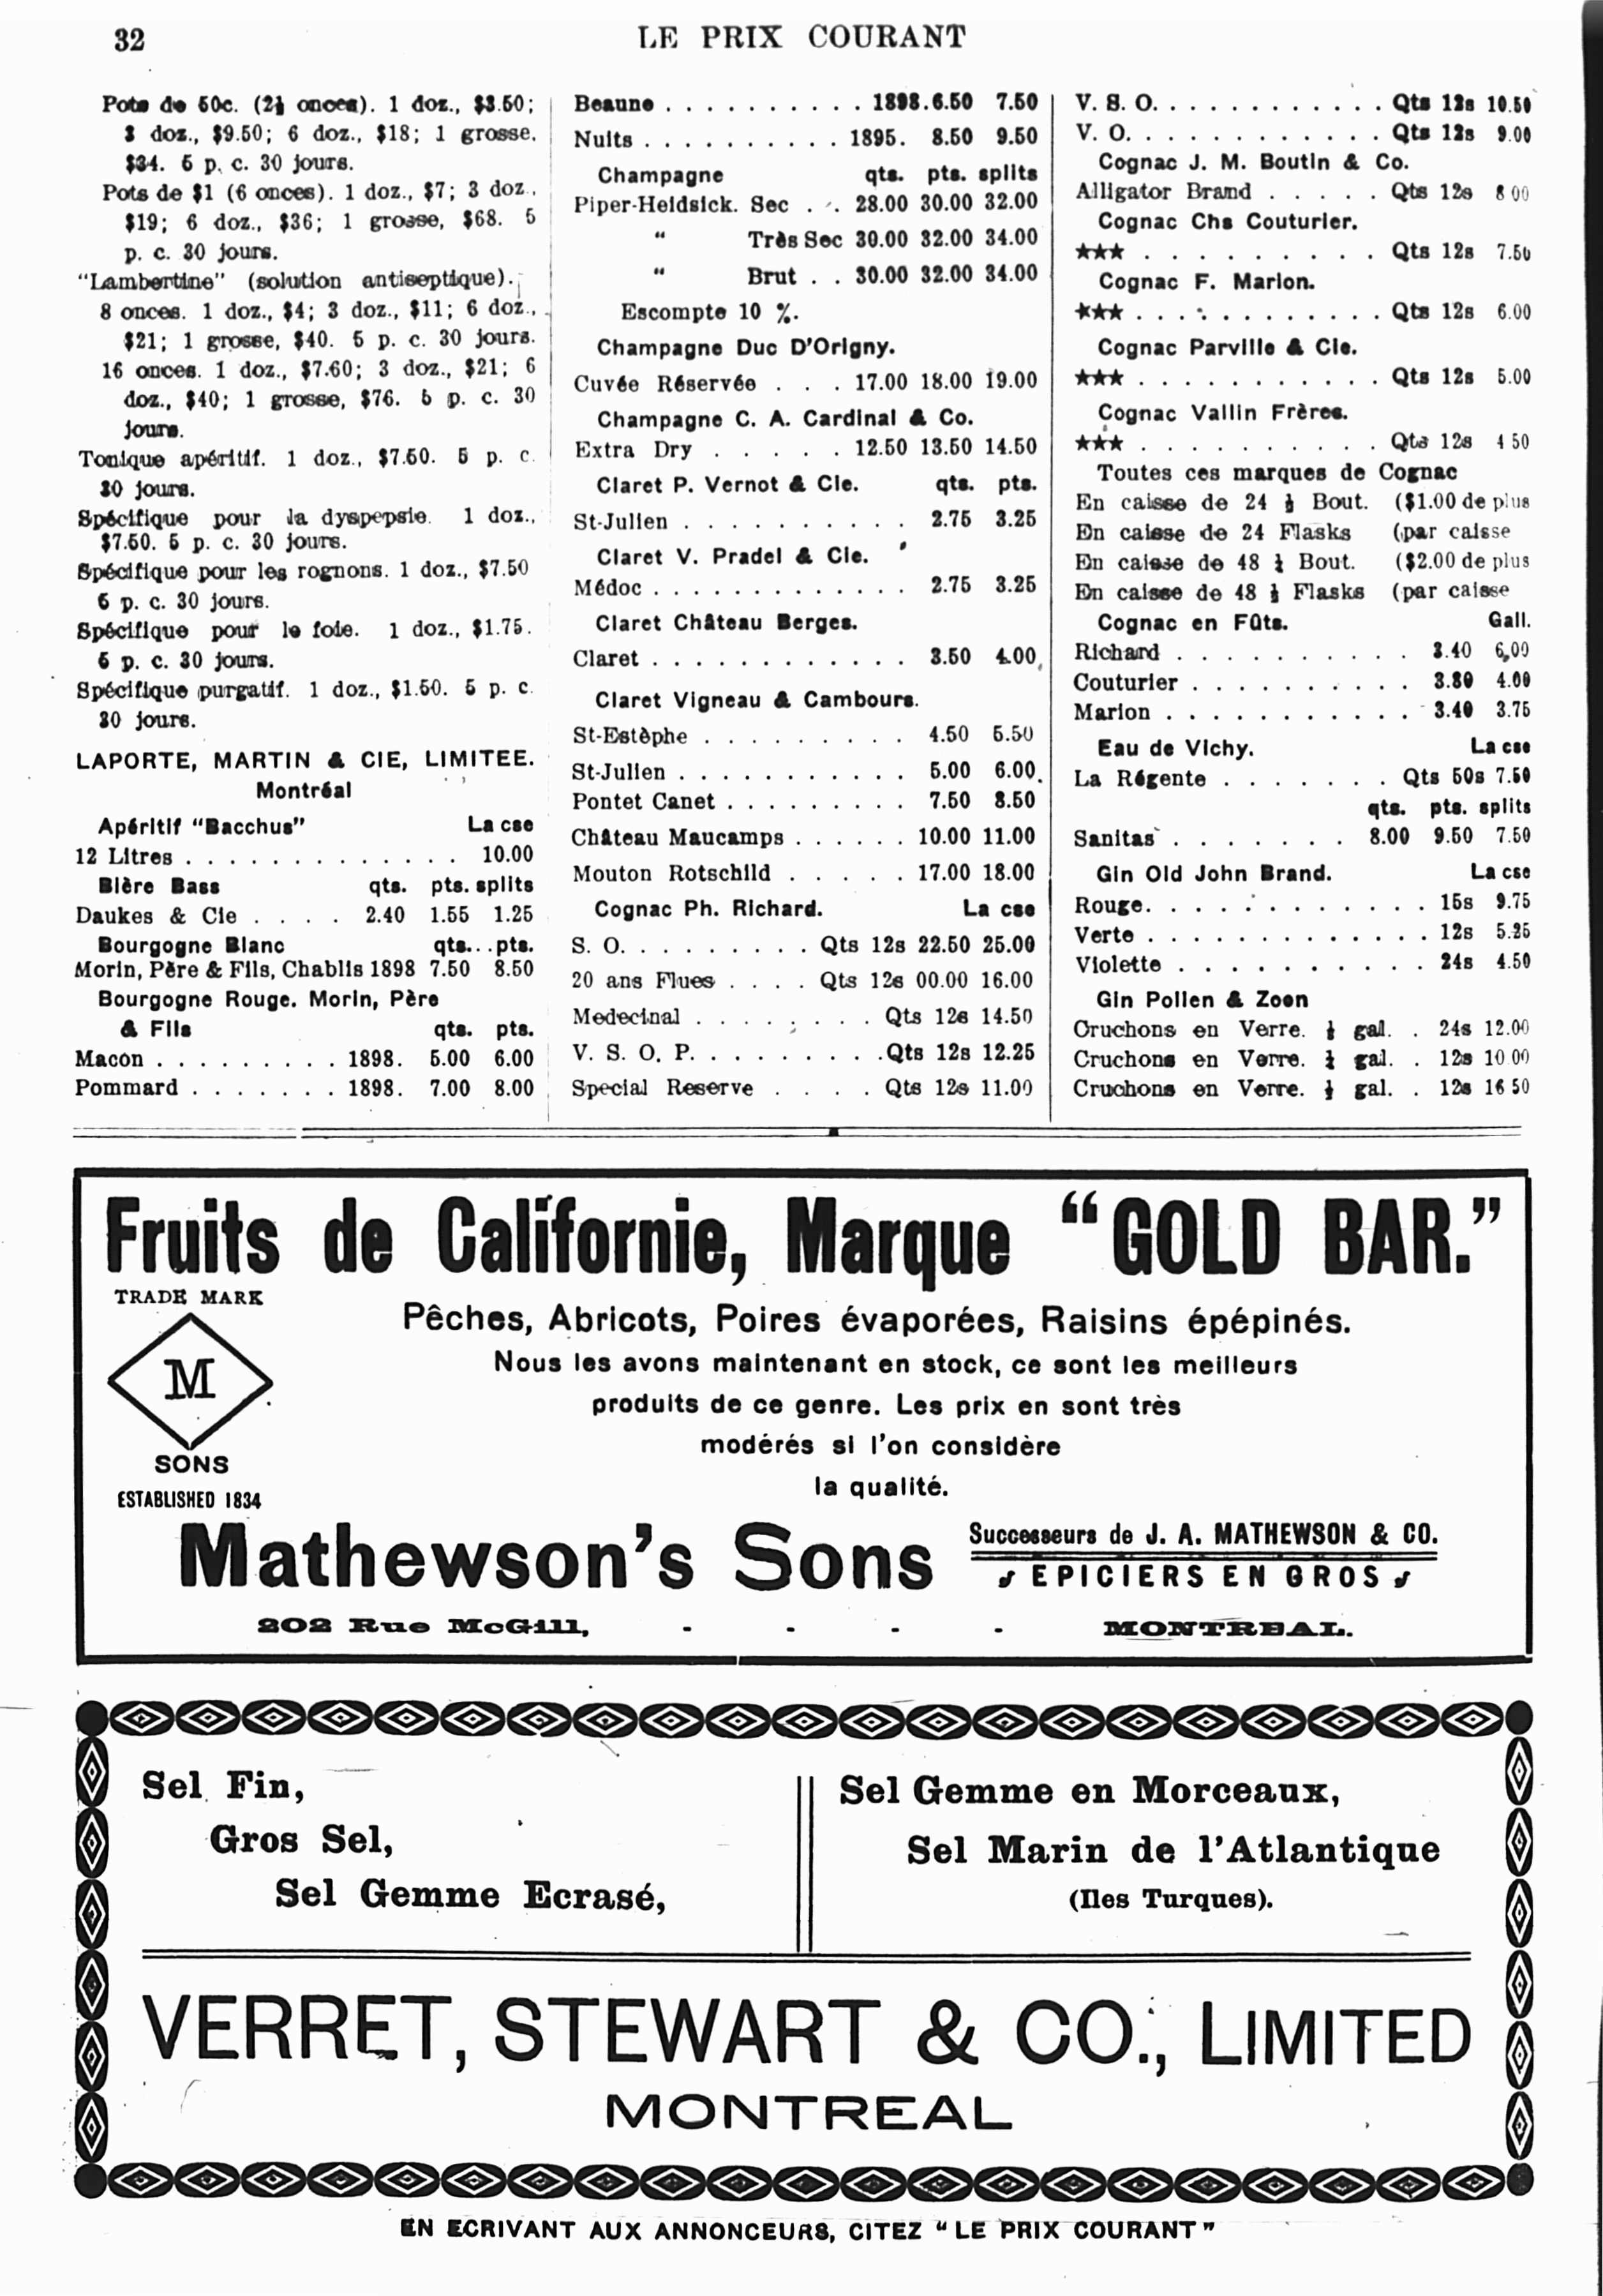 32
LE PRIX COURANT
Pots de 50c. (2½ onces). 1 doz., $3.50;
3 doz., $9.50; 6 doz., $18; 1 grosse,
$34. 5 p. c. 30 jours.
Pots de $1 (6 onces). 1 doz., $7; 3 doz.,
$19; 6 doz., $36; 1 grosse, $68. 5
p. c. 30 jours.
"Lambertine" (solution antiseptique).
8 onces. 1 doz., $4; 3 doz., $11; 6 doz.,
$21; 1 grosse, $40. 5 p. c. 30 jours.
16 onces. 1 doz., $7.60; 3 doz., $21; 6
doz., $40; 1 grosse, $76. 5 p. c. 30
jours.
Tonique apéritif. 1 doz., $7.50. 5 p. c.
30 jours.
Spécifique pour la dyspepsie. 1 doz.,
$7.50. 5 p. c. 30 jours.
Spécifique pour les rognons. 1 doz., $7.50
5 p. c. 30 jours.
Spécifique pour le foie. 1 doz., $1.75.
5 p. c. 30 jours.
Spécifique purgatif. 1 doz., $1.50. 5 p. c.
30 jours.
LAPORTE, MARTIN & CIE, LIMITEE.
Montréal
Apéritif "Bacchus" La cse
12 Litres . . . . . . . . . . . . . 10.00
Bière Bass qts. pts. splits
Daukes & Cie . . . . 2.40 1.55 1.25
Bourgogne Blanc qts. . . pts.
Morin, Père & Fils, Chablis 1898 7.50 8.50
Bourgogne Rouge. Morin, Père
& Fils qts. pts.
Macon . . . . . . . . . 1898. 5.00 6.00
Pommard . . . . . . . 1898. 7.00 8.00
Beaune . . . . . . . . . . 1898. 6.50 7.50
Nuits . . . . . . . . . . 1895. 8.50 9.50
Champagne qts. pts. splits
Piper-Heidsick. Sec . . . 28.00 30.00 32.00
" Très Sec 30.00 32.00 34.00
" Brut . . 30.00 32.00 34.00
Escompte 10 %.
Champagne Duc D'Origny.
Cuvée Réservée . . . 17.00 18.00 19.00
Champagne C. A. Cardinal & Co.
Extra Dry . . . . . 12.50 13.50 14.50
Claret P. Vernot & Cie. qts. pts.
St-Julien . . . . . . . . . . 2.75 3.25
Claret V. Pradel & Cie.
Médoc . . . . . . . . . . . . 2.75 3.25
Claret Château Berges.
Claret . . . . . . . . . . . . 3.50 4.00
Claret Vigneau & Cambours.
St-Estèphe . . . . . . . . . 4.50 5.50
St-Julien . . . . . . . . . . . 5.00 6.00
Pontet Canet . . . . . . . . . 7.50 8.50
Château Maucamps . . . . . . 10.00 11.00
Mouton Rotschild . . . . . 17.00 18.00
Cognac Ph. Richard. La cse
S. O. . . . . . . . . Qts 12s 22.50 25.00
20 ans Flues . . . . Qts 12s 00.00 16.00
Medecinal . . . . . . . . Qts 12s 14.50
V. S. O. P. . . . . . . . . . Qts 12s 12.25
Special Reserve . . . . Qts 12s 11.00
V. S. O. . . . . . . . . . . . Qts 12s 10.50
V. O. . . . . . . . . . . . . Qts 12s 9.00
Cognac J. M. Boutin & Co.
Alligator Brand . . . . . Qts 12s 8 00
Cognac Chs Couturier.
★★★ . . . . . . . . . . Qts 12s 7.50
Cognac F. Marion.
★★★ . . . . . . . . . . . Qts 12s 6.00
Cognac Parville & Cie.
★★★ . . . . . . . . . . . Qts 12s 5.00
Cognac Vallin Frères.
★★★ . . . . . . . . . . Qts 12s 4 50
Toutes ces marques de Cognac
En caisse de 24 ½ Bout. ($1.00 de plus
En caisse de 24 Flasks (par caisse
En caisse de 48 Bout. ($2.00 de plus
En caisse de 48 Flasks (par caisse
Cognac en Fûts. Gall.
Richard . . . . . . . . . . 3.40 6,00
Couturier . . . . . . . . . . 3.80 4.00
Marion . . . . . . . . . . . 3.40 3.75
Eau de Vichy. La cse
La Régente . . . . . . . Qts 50s 7.50
qts. pts. splits
Sanitas . . . . . . . 8.00 9.50 7.50
Gin Old John Brand. La cse
Rouge. . . . . . . . . . . . . 15s 9.75
Verte . . . . . . . . . . . . . 12s 5.25
Violette . . . . . . . . . . . 24s 4.50
Gin Pollen & Zoen
Cruchons en Verre. gal. . 24s 12.00
Cruchons en Verre. gal. . 12s 10 00
Cruchons en Verre. gal. . 12s 16 50
Fruits de Californie, Marque "GOLD BAR."
TRADE MARK
M
SONS
ESTABLISHED 1834
Pêches, Abricots, Poires évaporées, Raisins épépinés.
Nous les avons maintenant en stock, ce sont les meilleurs
produits de ce genre. Les prix en sont très
modérés si l'on considère
la qualité.
Mathewson's Sons
Successeurs de J. A. MATHEWSON & CO.
EPICIERS EN GROS
202 Rue McGill, - - - - MONTREAL.
Sel Fin,
Gros Sel,
Sel Gemme Ecrasé,
Sel Gemme en Morceaux,
Sel Marin de l'Atlantique
(Iles Turques).
VERRET, STEWART & CO., LIMITED
MONTREAL
EN ECRIVANT AUX ANNONCEURS, CITEZ "LE PRIX COURANT"